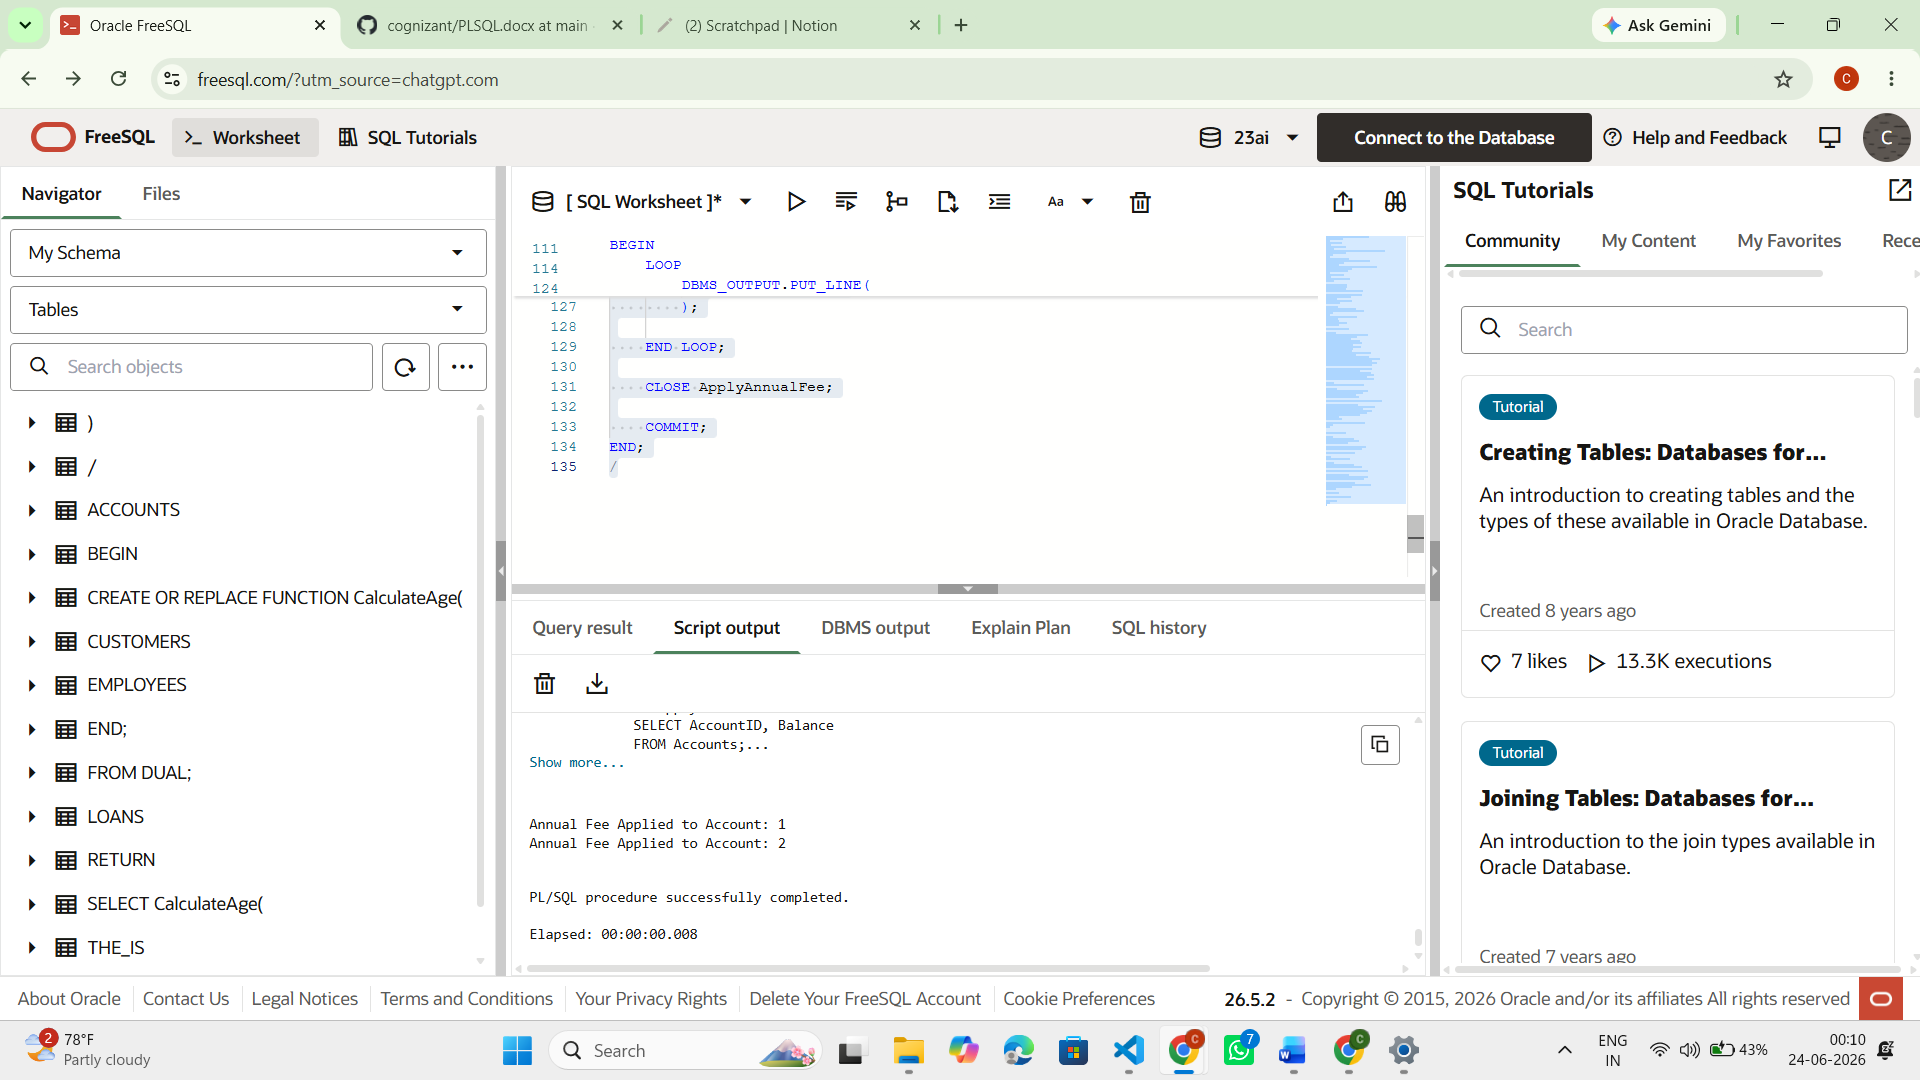 Oracle FreeSQL
cognizant/PLSQL.docx at main
(2) Scratchpad | Notion
Ask Gemini
freesql.com/?utm_source=chatgpt.com
C
FreeSQL
Worksheet
SQL Tutorials
23ai
Connect to the Database
Help and Feedback
C
Navigator
Files
My Schema
Tables
Search objects
)
/
ACCOUNTS
BEGIN
CREATE OR REPLACE FUNCTION CalculateAge(
CUSTOMERS
EMPLOYEES
END;
FROM DUAL;
LOANS
RETURN
SELECT CalculateAge(
THE_IS
[ SQL Worksheet ]*
Aa
111 BEGIN
114 LOOP
124 DBMS_OUTPUT.PUT_LINE(
127 );
128
129 END LOOP;
130
131 CLOSE ApplyAnnualFee;
132
133 COMMIT;
134 END;
135 /
Query result
Script output
DBMS output
Explain Plan
SQL history
SELECT AccountID, Balance
FROM Accounts;...
Show more...
Annual Fee Applied to Account: 1
Annual Fee Applied to Account: 2
PL/SQL procedure successfully completed.
Elapsed: 00:00:00.008
SQL Tutorials
Community
My Content
My Favorites
Rece
Search
Tutorial
Creating Tables: Databases for...
An introduction to creating tables and the
types of these available in Oracle Database.
Created 8 years ago
7 likes
13.3K executions
Tutorial
Joining Tables: Databases for...
An introduction to the join types available in
Oracle Database.
Created 7 years ago
About Oracle
Contact Us
Legal Notices
Terms and Conditions
Your Privacy Rights
Delete Your FreeSQL Account
Cookie Preferences
26.5.2 - Copyright © 2015, 2026 Oracle and/or its affiliates All rights reserved
2
78°F
Partly cloudy
Search
C
7
C
ENG
IN
43%
00:10
24-06-2026